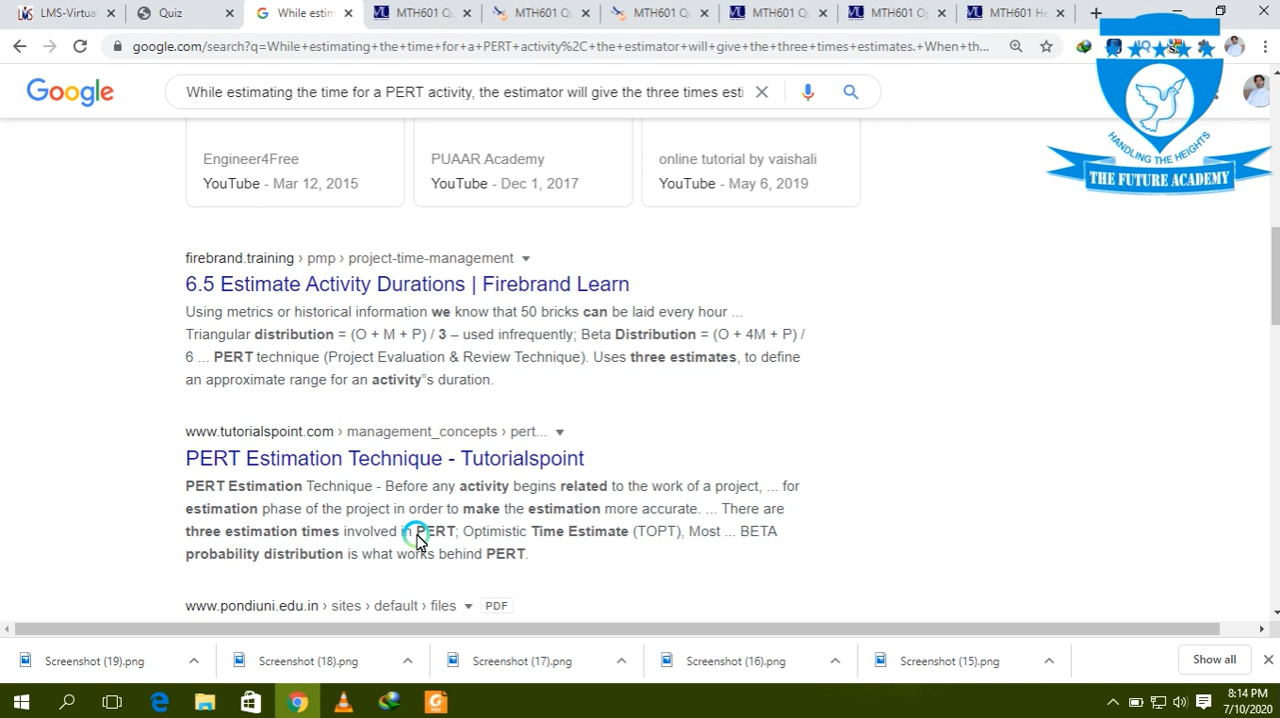 LMS-Virtual
Quiz
While estim
MTH601 Qu
MTH601 Qu
MTH601 Qu
MTH601 Qu
MTH601 Op
MTH601 He
google.com/search?q=While+estimating+the+time+for+a+PERT+activity%2C+the+estimator+will+give+the+three+times+estimates.+When+th...
Google
While estimating the time for a PERT activity, the estimator will give the three times esti
HANDLING THE HEIGHTS
THE FUTURE ACADEMY
Engineer4Free
YouTube - Mar 12, 2015
PUAAR Academy
YouTube - Dec 1, 2017
online tutorial by vaishali
YouTube - May 6, 2019
firebrand.training › pmp › project-time-management
6.5 Estimate Activity Durations | Firebrand Learn
Using metrics or historical information we know that 50 bricks can be laid every hour ...
Triangular distribution = (O + M + P) / 3 – used infrequently; Beta Distribution = (O + 4M + P) /
6 ... PERT technique (Project Evaluation & Review Technique). Uses three estimates, to define
an approximate range for an activity"s duration.
www.tutorialspoint.com › management_concepts › pert...
PERT Estimation Technique - Tutorialspoint
PERT Estimation Technique - Before any activity begins related to the work of a project, ... for
estimation phase of the project in order to make the estimation more accurate. ... There are
three estimation times involved in PERT; Optimistic Time Estimate (TOPT), Most ... BETA
probability distribution is what works behind PERT.
www.pondiuni.edu.in › sites › default › files
PDF
Screenshot (19).png
Screenshot (18).png
Screenshot (17).png
Screenshot (16).png
Screenshot (15).png
Show all
8:14 PM
7/10/2020